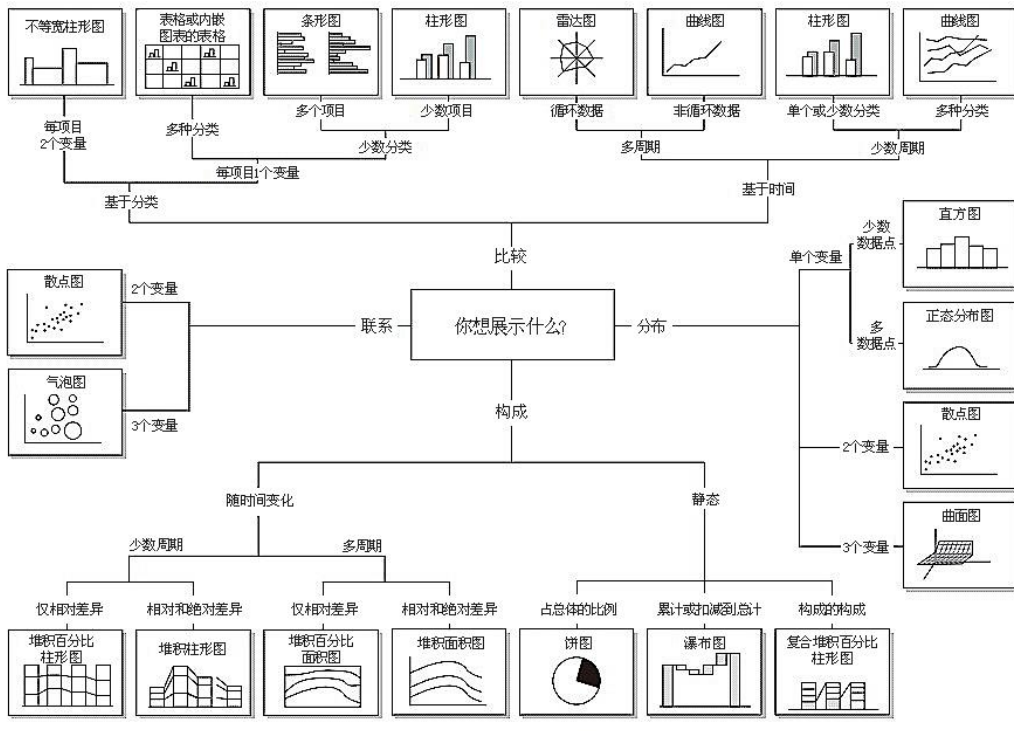 不等宽柱形图
表格或内嵌
图表的表格
条形图
柱形图
雷达图
曲线图
柱形图
曲线图
每项目
2个变量
多种分类
多个项目
少数项目
循环数据
非循环数据
单个或少数分类
多种分类
少数分类
多周期
少数周期
每项目1个变量
基于分类
基于时间
比较
你想展示什么?
联系
分布
构成
散点图
2个变量
气泡图
3个变量
单个变量
少数
数据点
直方图
多
数据点
正态分布图
2个变量
散点图
3个变量
曲面图
随时间变化
静态
少数周期
多周期
仅相对差异
相对和绝对差异
仅相对差异
相对和绝对差异
占总体的比例
累计或扣减到总计
构成的构成
堆积百分比
柱形图
堆积柱形图
堆积百分比
面积图
堆积面积图
饼图
瀑布图
复合堆积百分比
柱形图